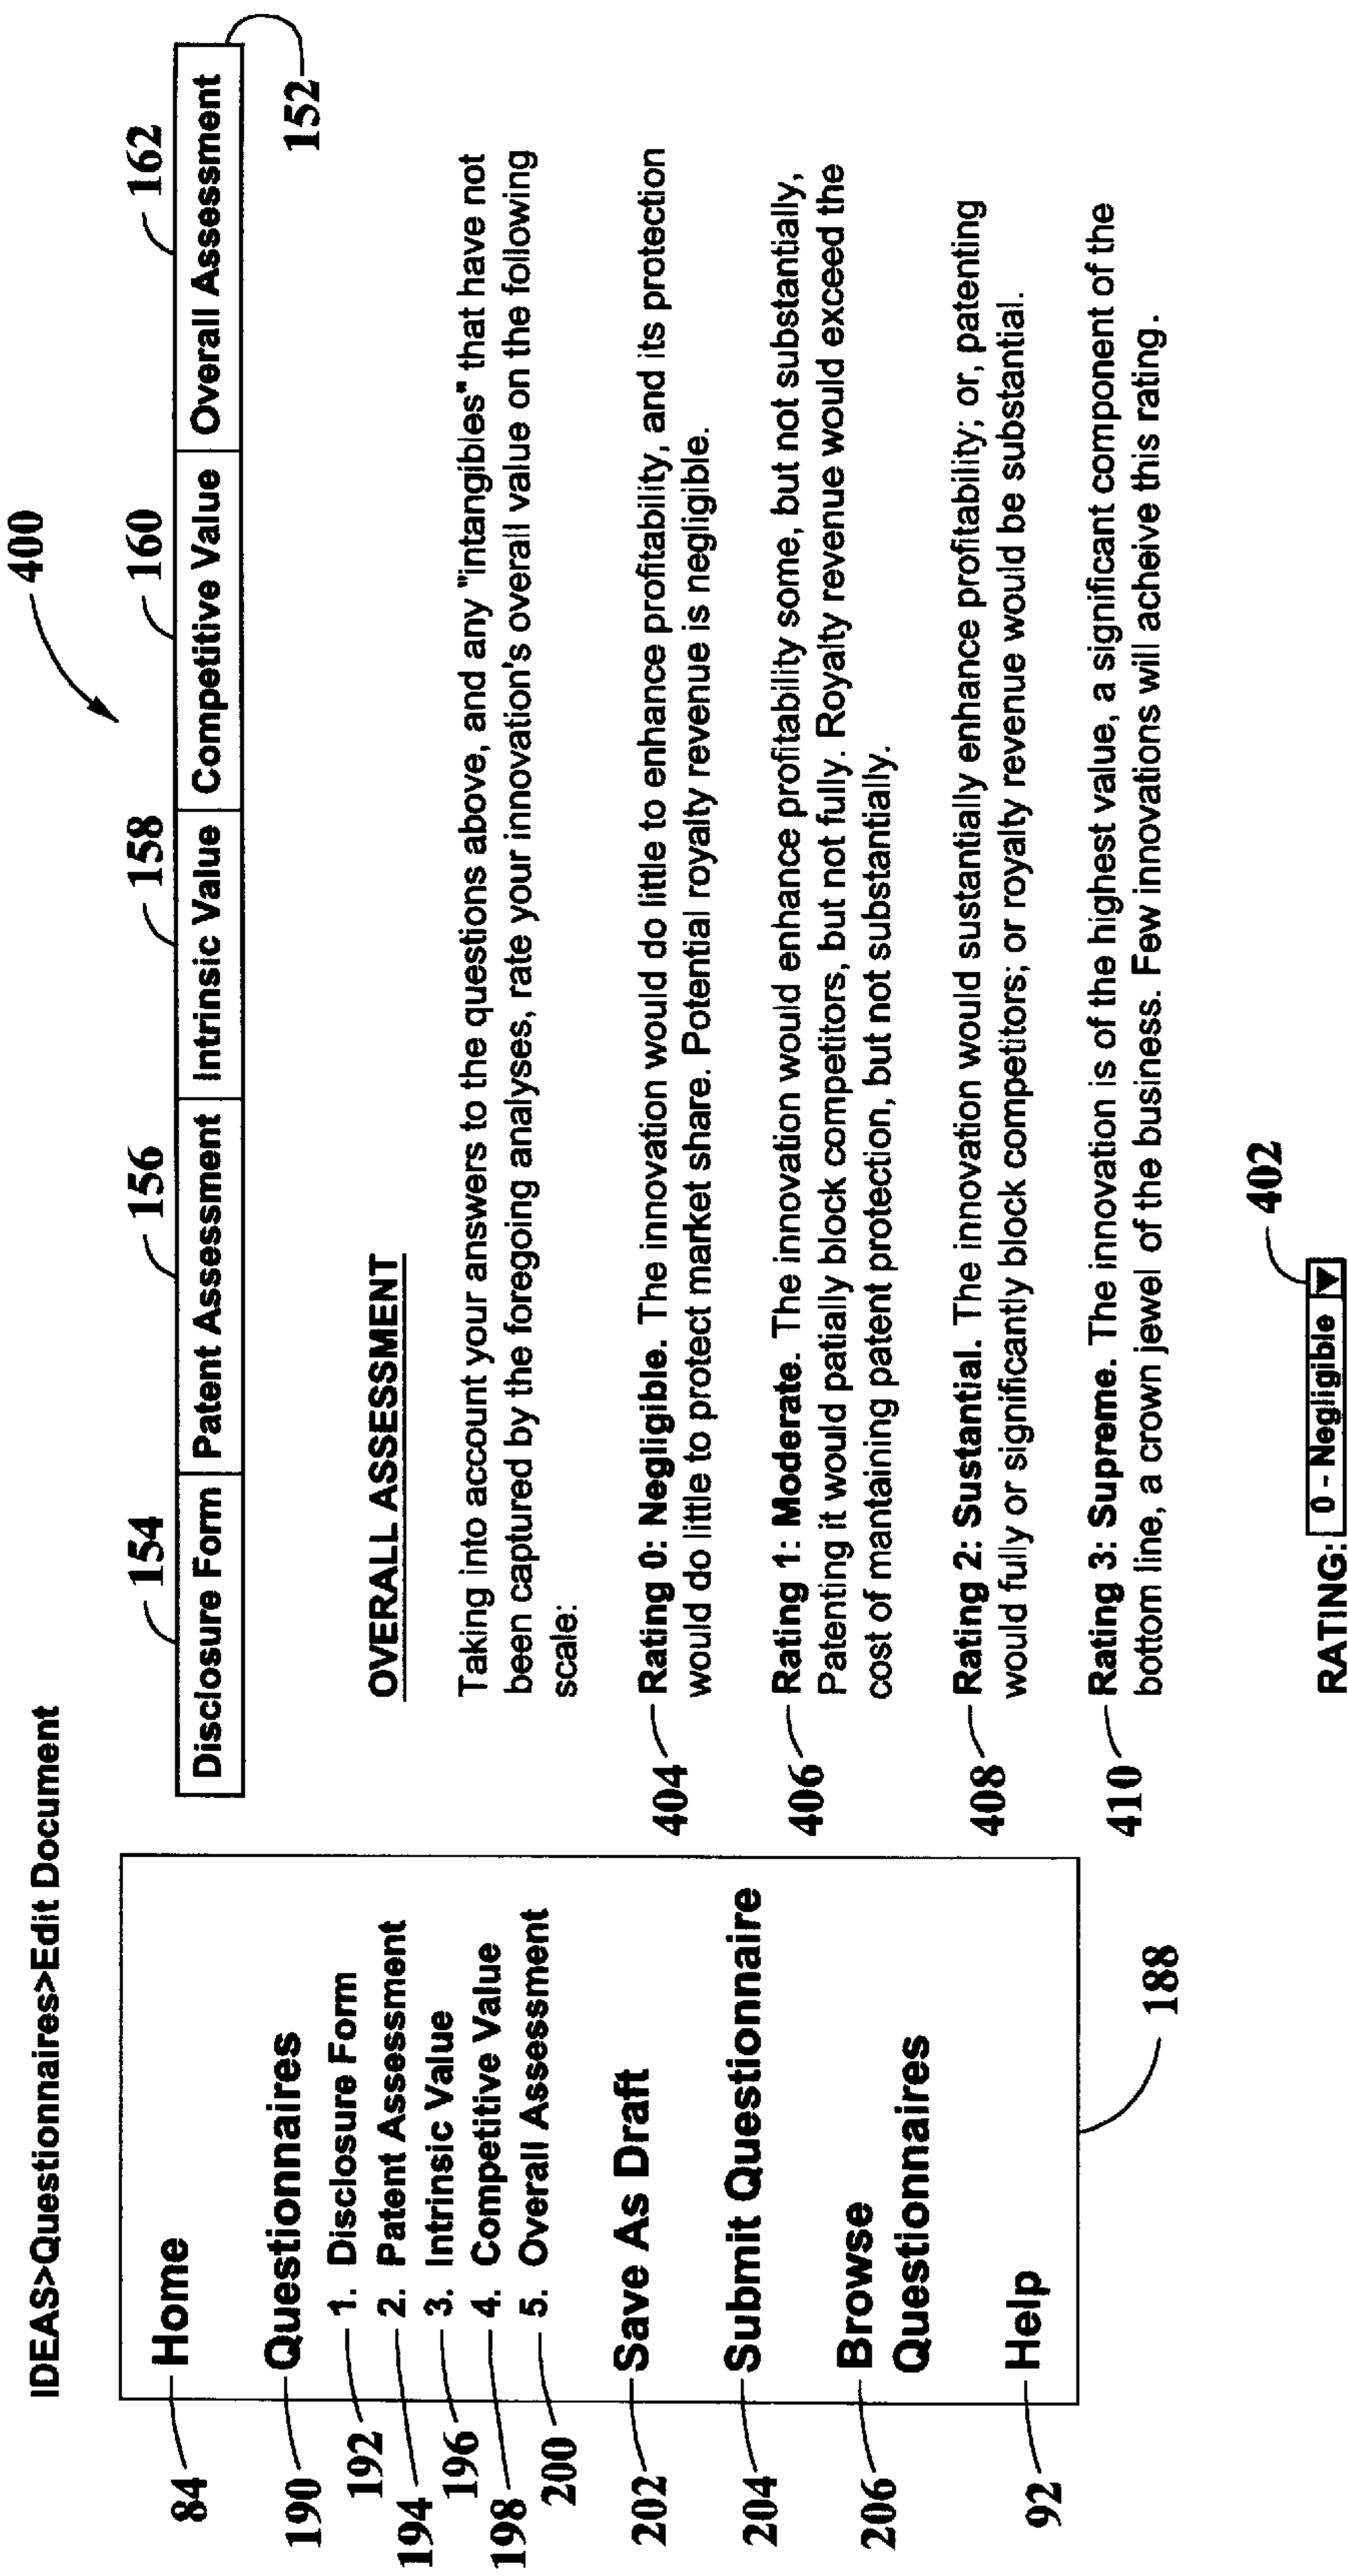 IDEAS>Questionnaires>Edit Document
400
154
156
158
160
162
Disclosure Form Patent Assessment Intrinsic Value Competitive Value Overall Assessment
152
84 Home
190 Questionnaires
192 1. Disclosure Form
194 2. Patent Assessment
196 3. Intrinsic Value
198 4. Competitive Value
200 5. Overall Assessment
202 Save As Draft
204 Submit Questionnaire
206 Browse
Questionnaires
92 Help
188
OVERALL ASSESSMENT
Taking into account your answers to the questions above, and any "intangibles" that have not
been captured by the foregoing analyses, rate your innovation's overall value on the following
scale:
404 Rating 0: Negligible. The innovation would do little to enhance profitability, and its protection
would do little to protect market share. Potential royalty revenue is negligible.
406 Rating 1: Moderate. The innovation would enhance profitability some, but not substantially,
Patenting it would patially block competitors, but not fully. Royalty revenue would exceed the
cost of mantaining patent protection, but not substantially.
408 Rating 2: Sustantial. The innovation would sustantially enhance profitability; or, patenting
would fully or significantly block competitors; or royalty revenue would be substantial.
410 Rating 3: Supreme. The innovation is of the highest value, a significant component of the
bottom line, a crown jewel of the business. Few innovations will acheive this rating.
402
RATING: 0 - Negligible